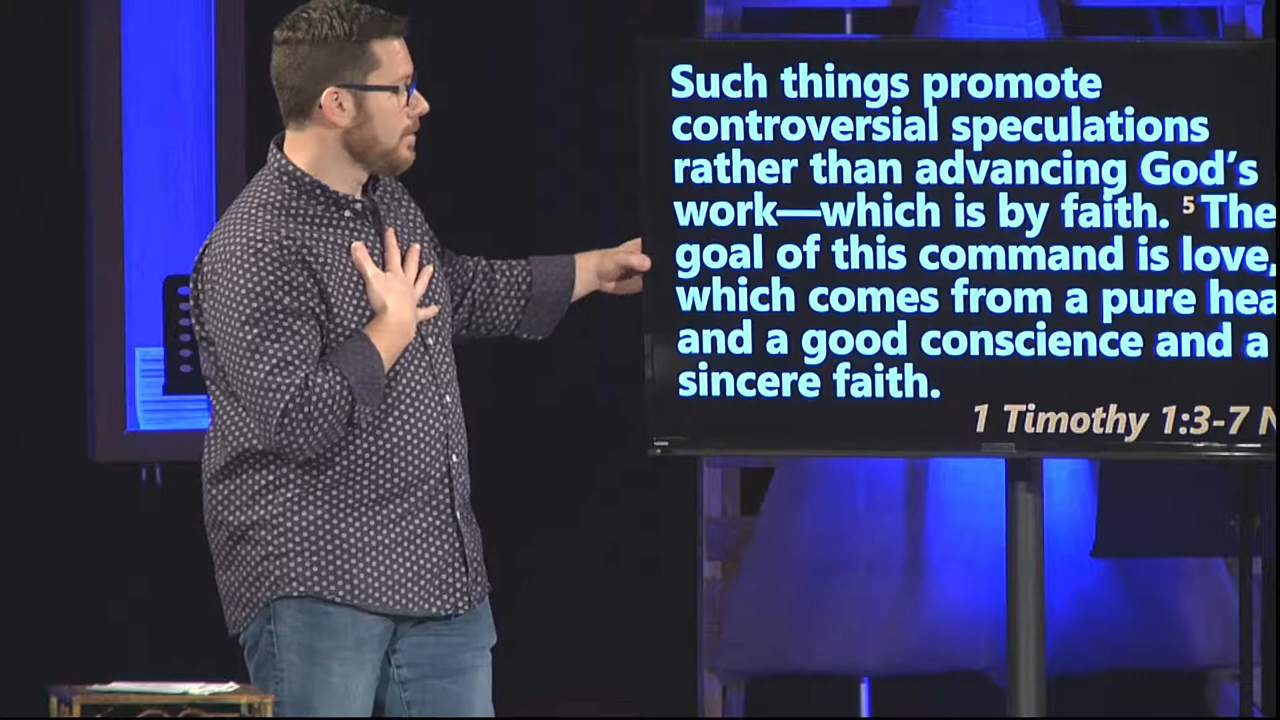 Such things promote
controversial speculations
rather than advancing God's
work—which is by faith. 5 The
goal of this command is love,
which comes from a pure hea
and a good conscience and a
sincere faith.
1 Timothy 1:3-7 N